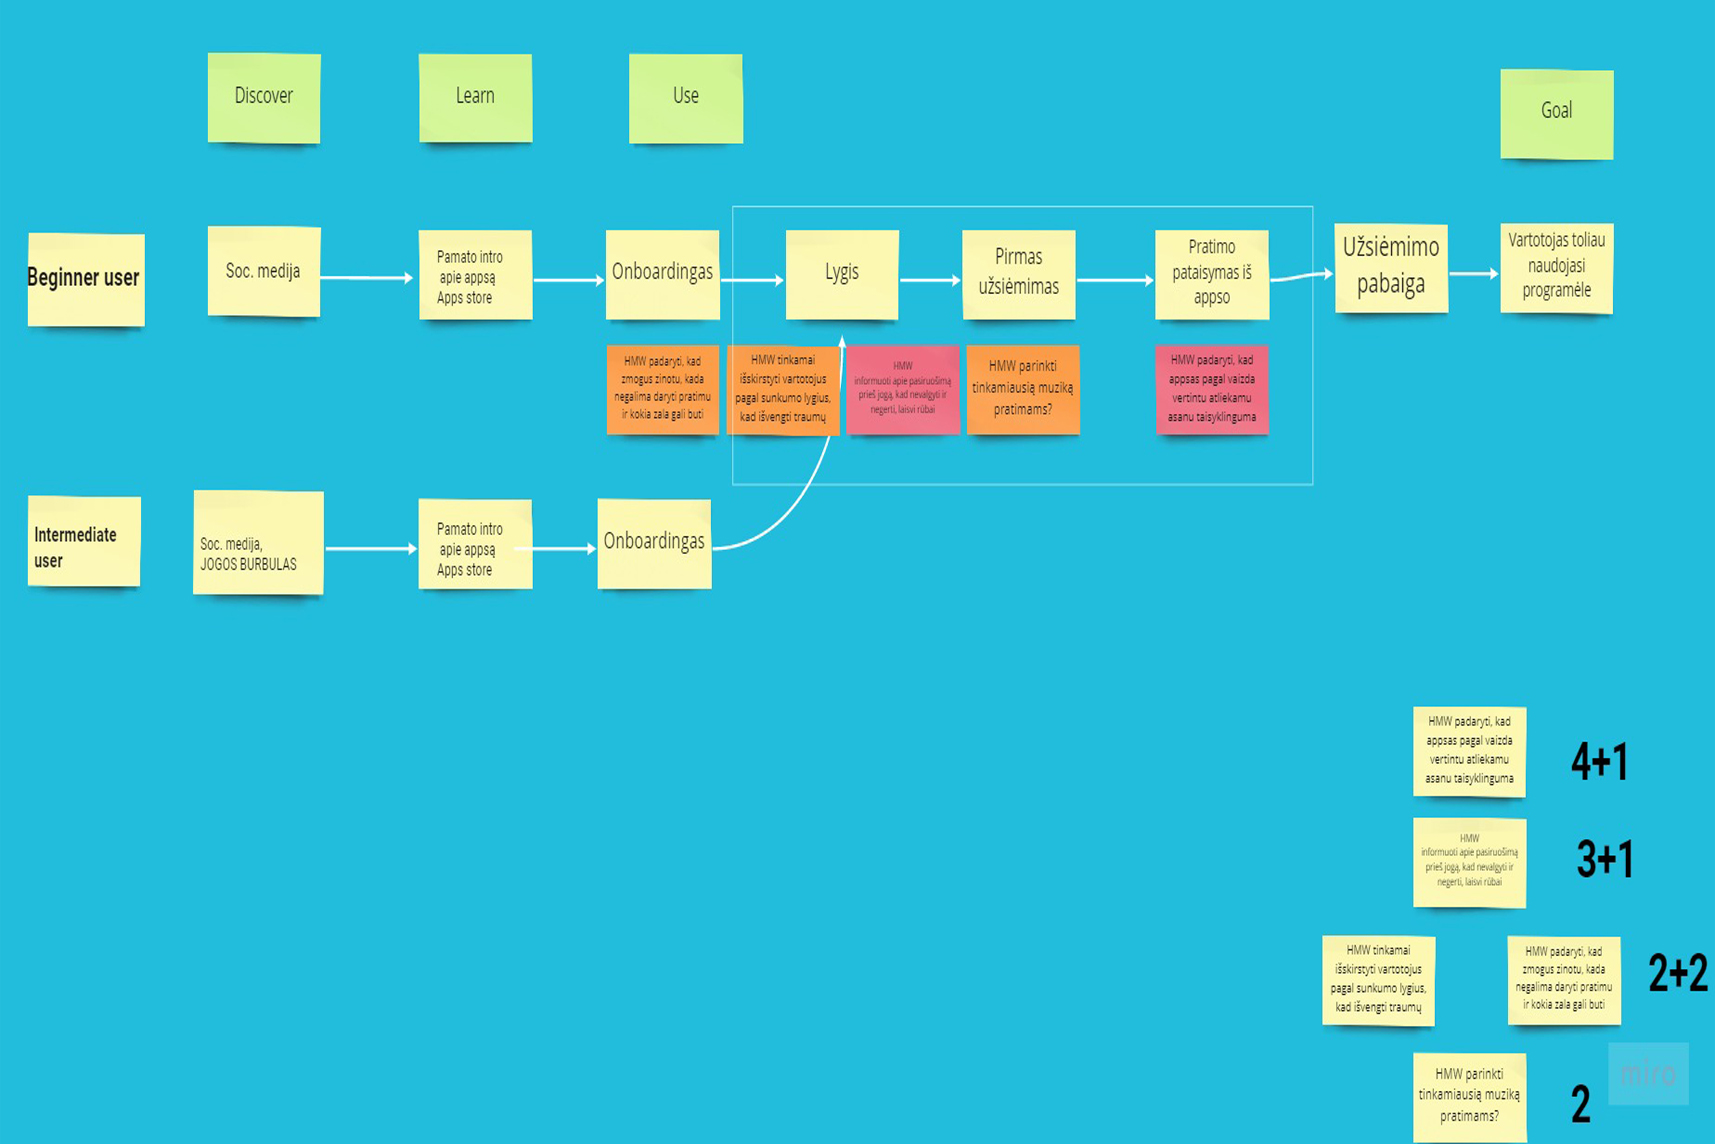 Discover
Learn
Use
Goal
Beginner user
Soc. medija
Pamato intro
apie appsą
Apps store
Onboardingas
Lygis
Pirmas
užsiėmimas
Pratimo
pataisymas iš
appso
Užsiėmimo
pabaiga
Vartotojas toliau
naudojasi
programėle
HMW padaryti, kad
zmogus zinotu, kada
negalima daryti pratimu
ir kokia zala gali buti
HMW tinkamai
išskirstyti vartotojus
pagal sunkumo lygius,
kad išvengti traumų
HMW
informuoti apie pasiruošimą
prieš jogą, kad nevalgyti ir
negerti, laisvi rūbai
HMW parinkti
tinkamiausią muziką
pratimams?
HMW padaryti, kad
appsas pagal vaizda
vertintu atliekamu
asanu taisyklinguma
Intermediate
user
Soc. medija,
JOGOS BURBULAS
Pamato intro
apie appsą
Apps store
Onboardingas
HMW padaryti, kad
appsas pagal vaizda
vertintu atliekamu
asanu taisyklinguma
4+1
HMW
informuoti apie pasiruošimą
prieš jogą, kad nevalgyti ir
negerti, laisvi rūbai
3+1
HMW tinkamai
išskirstyti vartotojus
pagal sunkumo lygius,
kad išvengti traumų
HMW padaryti, kad
zmogus zinotu, kada
negalima daryti pratimu
ir kokia zala gali buti
2+2
HMW parinkti
tinkamiausią muziką
pratimams?
2
miro